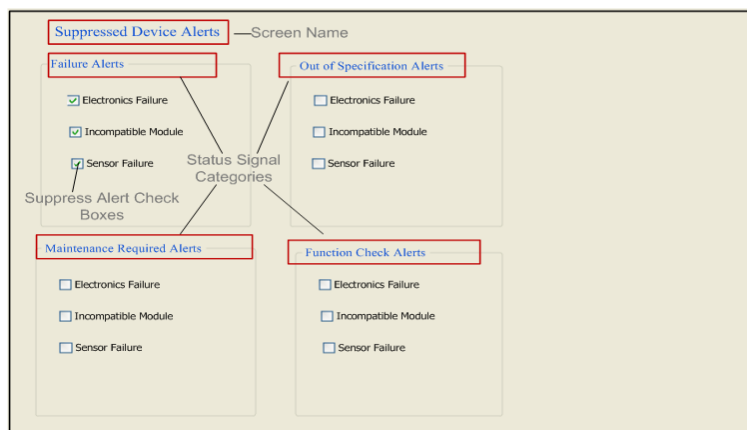 Suppressed Device Alerts
Screen Name
Failure Alerts
Electronics Failure
Incompatible Module
Sensor Failure
Out of Specification Alerts
Electronics Failure
Incompatible Module
Sensor Failure
Status Signal
Categories
Suppress Alert Check
Boxes
Maintenance Required Alerts
Electronics Failure
Incompatible Module
Sensor Failure
Function Check Alerts
Electronics Failure
Incompatible Module
Sensor Failure